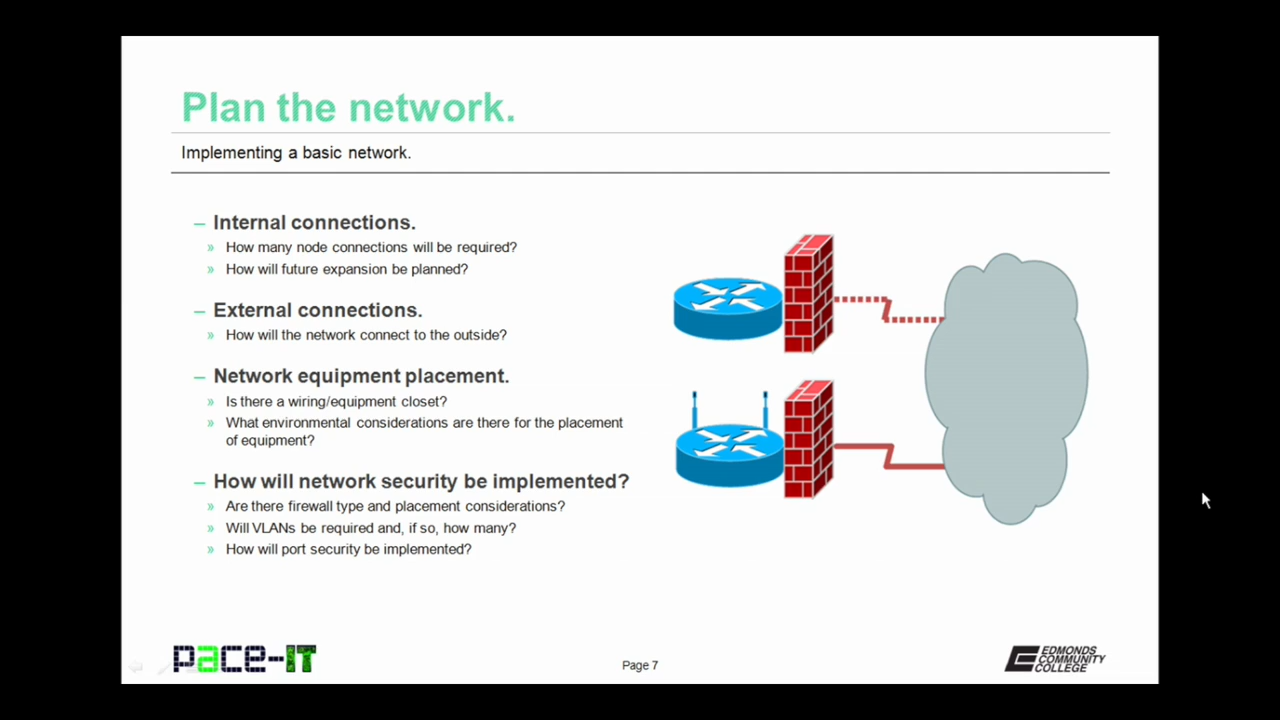 Plan the network.
Implementing a basic network.
– Internal connections.
» How many node connections will be required?
» How will future expansion be planned?
– External connections.
» How will the network connect to the outside?
– Network equipment placement.
» Is there a wiring/equipment closet?
» What environmental considerations are there for the placement
of equipment?
– How will network security be implemented?
» Are there firewall type and placement considerations?
» Will VLANs be required and, if so, how many?
» How will port security be implemented?
pace-IT
Page 7
EDMONDS
COMMUNITY
COLLEGE